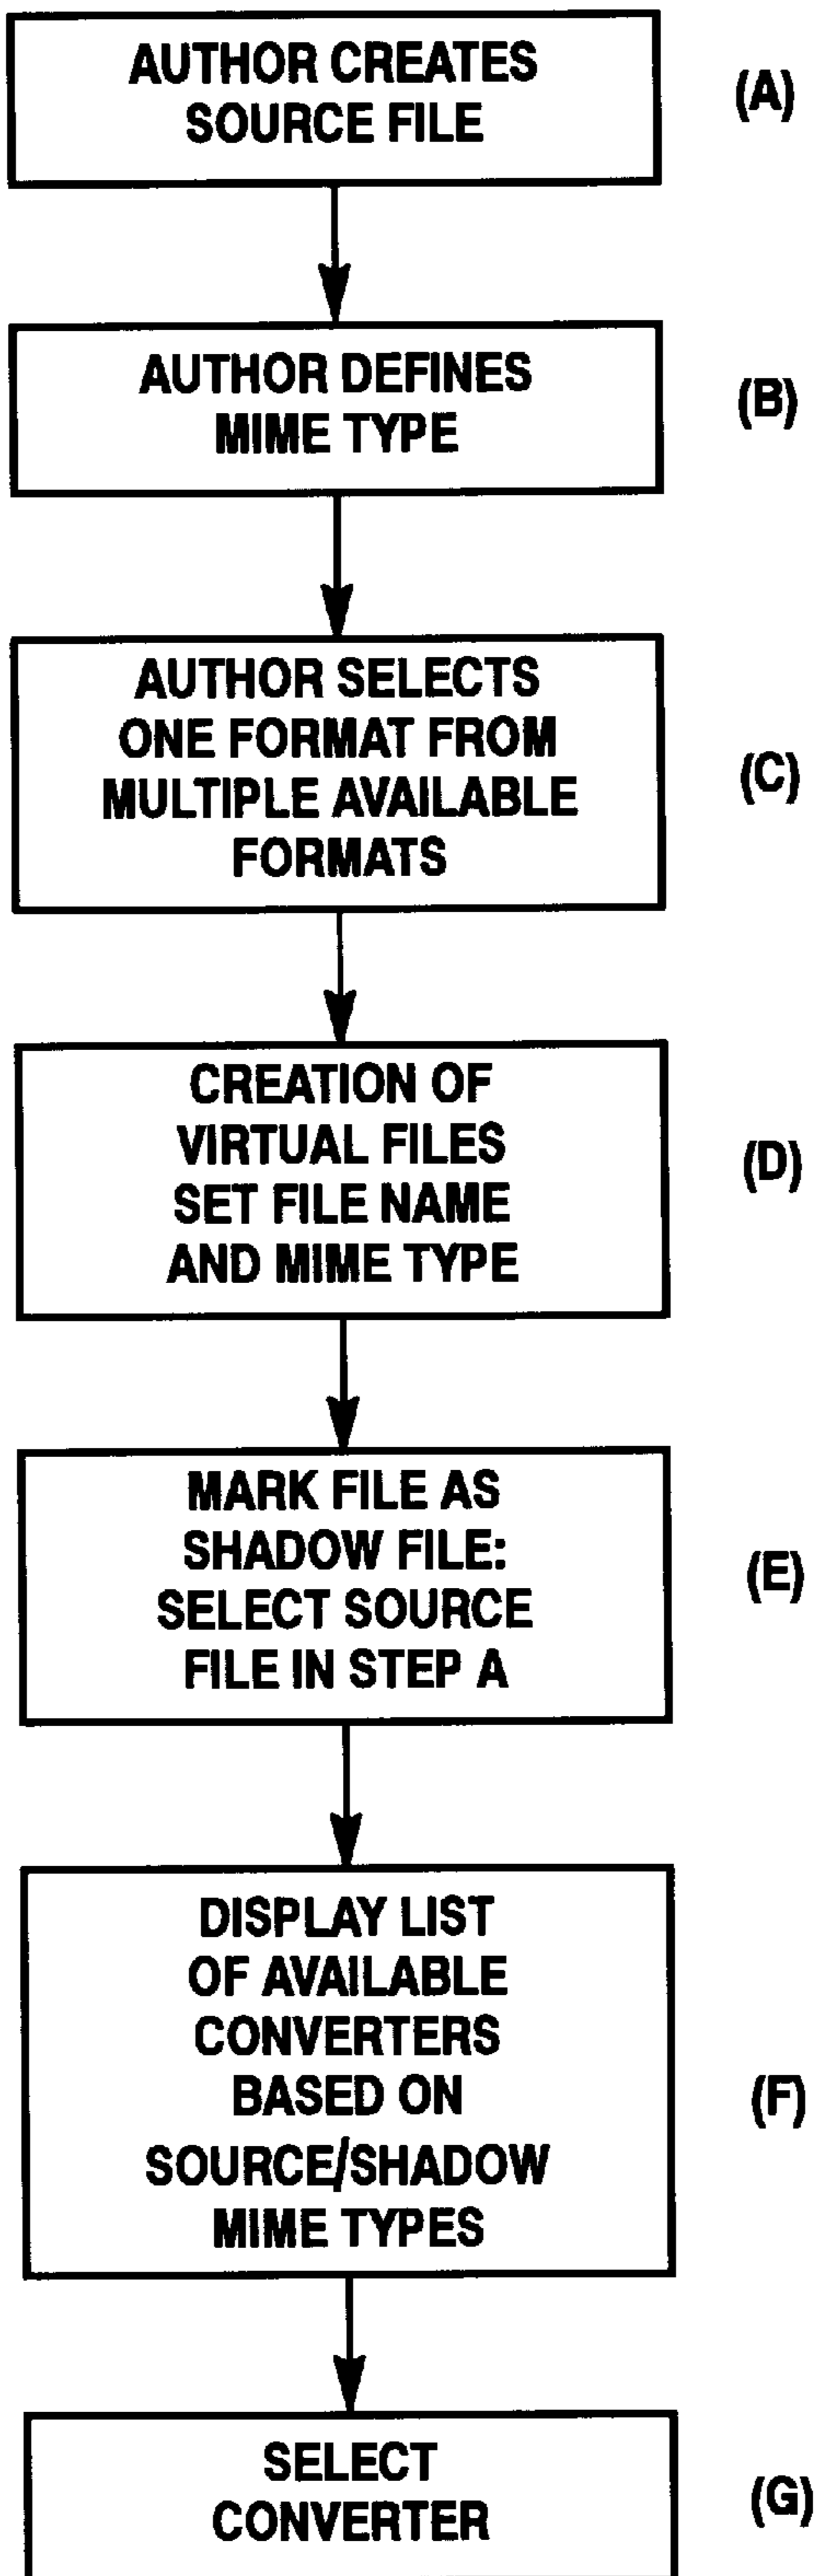 AUTHOR CREATES
SOURCE FILE
(A)
AUTHOR DEFINES
MIME TYPE
(B)
AUTHOR SELECTS
ONE FORMAT FROM
MULTIPLE AVAILABLE
FORMATS
(C)
CREATION OF
VIRTUAL FILES
SET FILE NAME
AND MIME TYPE
(D)
MARK FILE AS
SHADOW FILE:
SELECT SOURCE
FILE IN STEP A
(E)
DISPLAY LIST
OF AVAILABLE
CONVERTERS
BASED ON
SOURCE/SHADOW
MIME TYPES
(F)
SELECT
CONVERTER
(G)